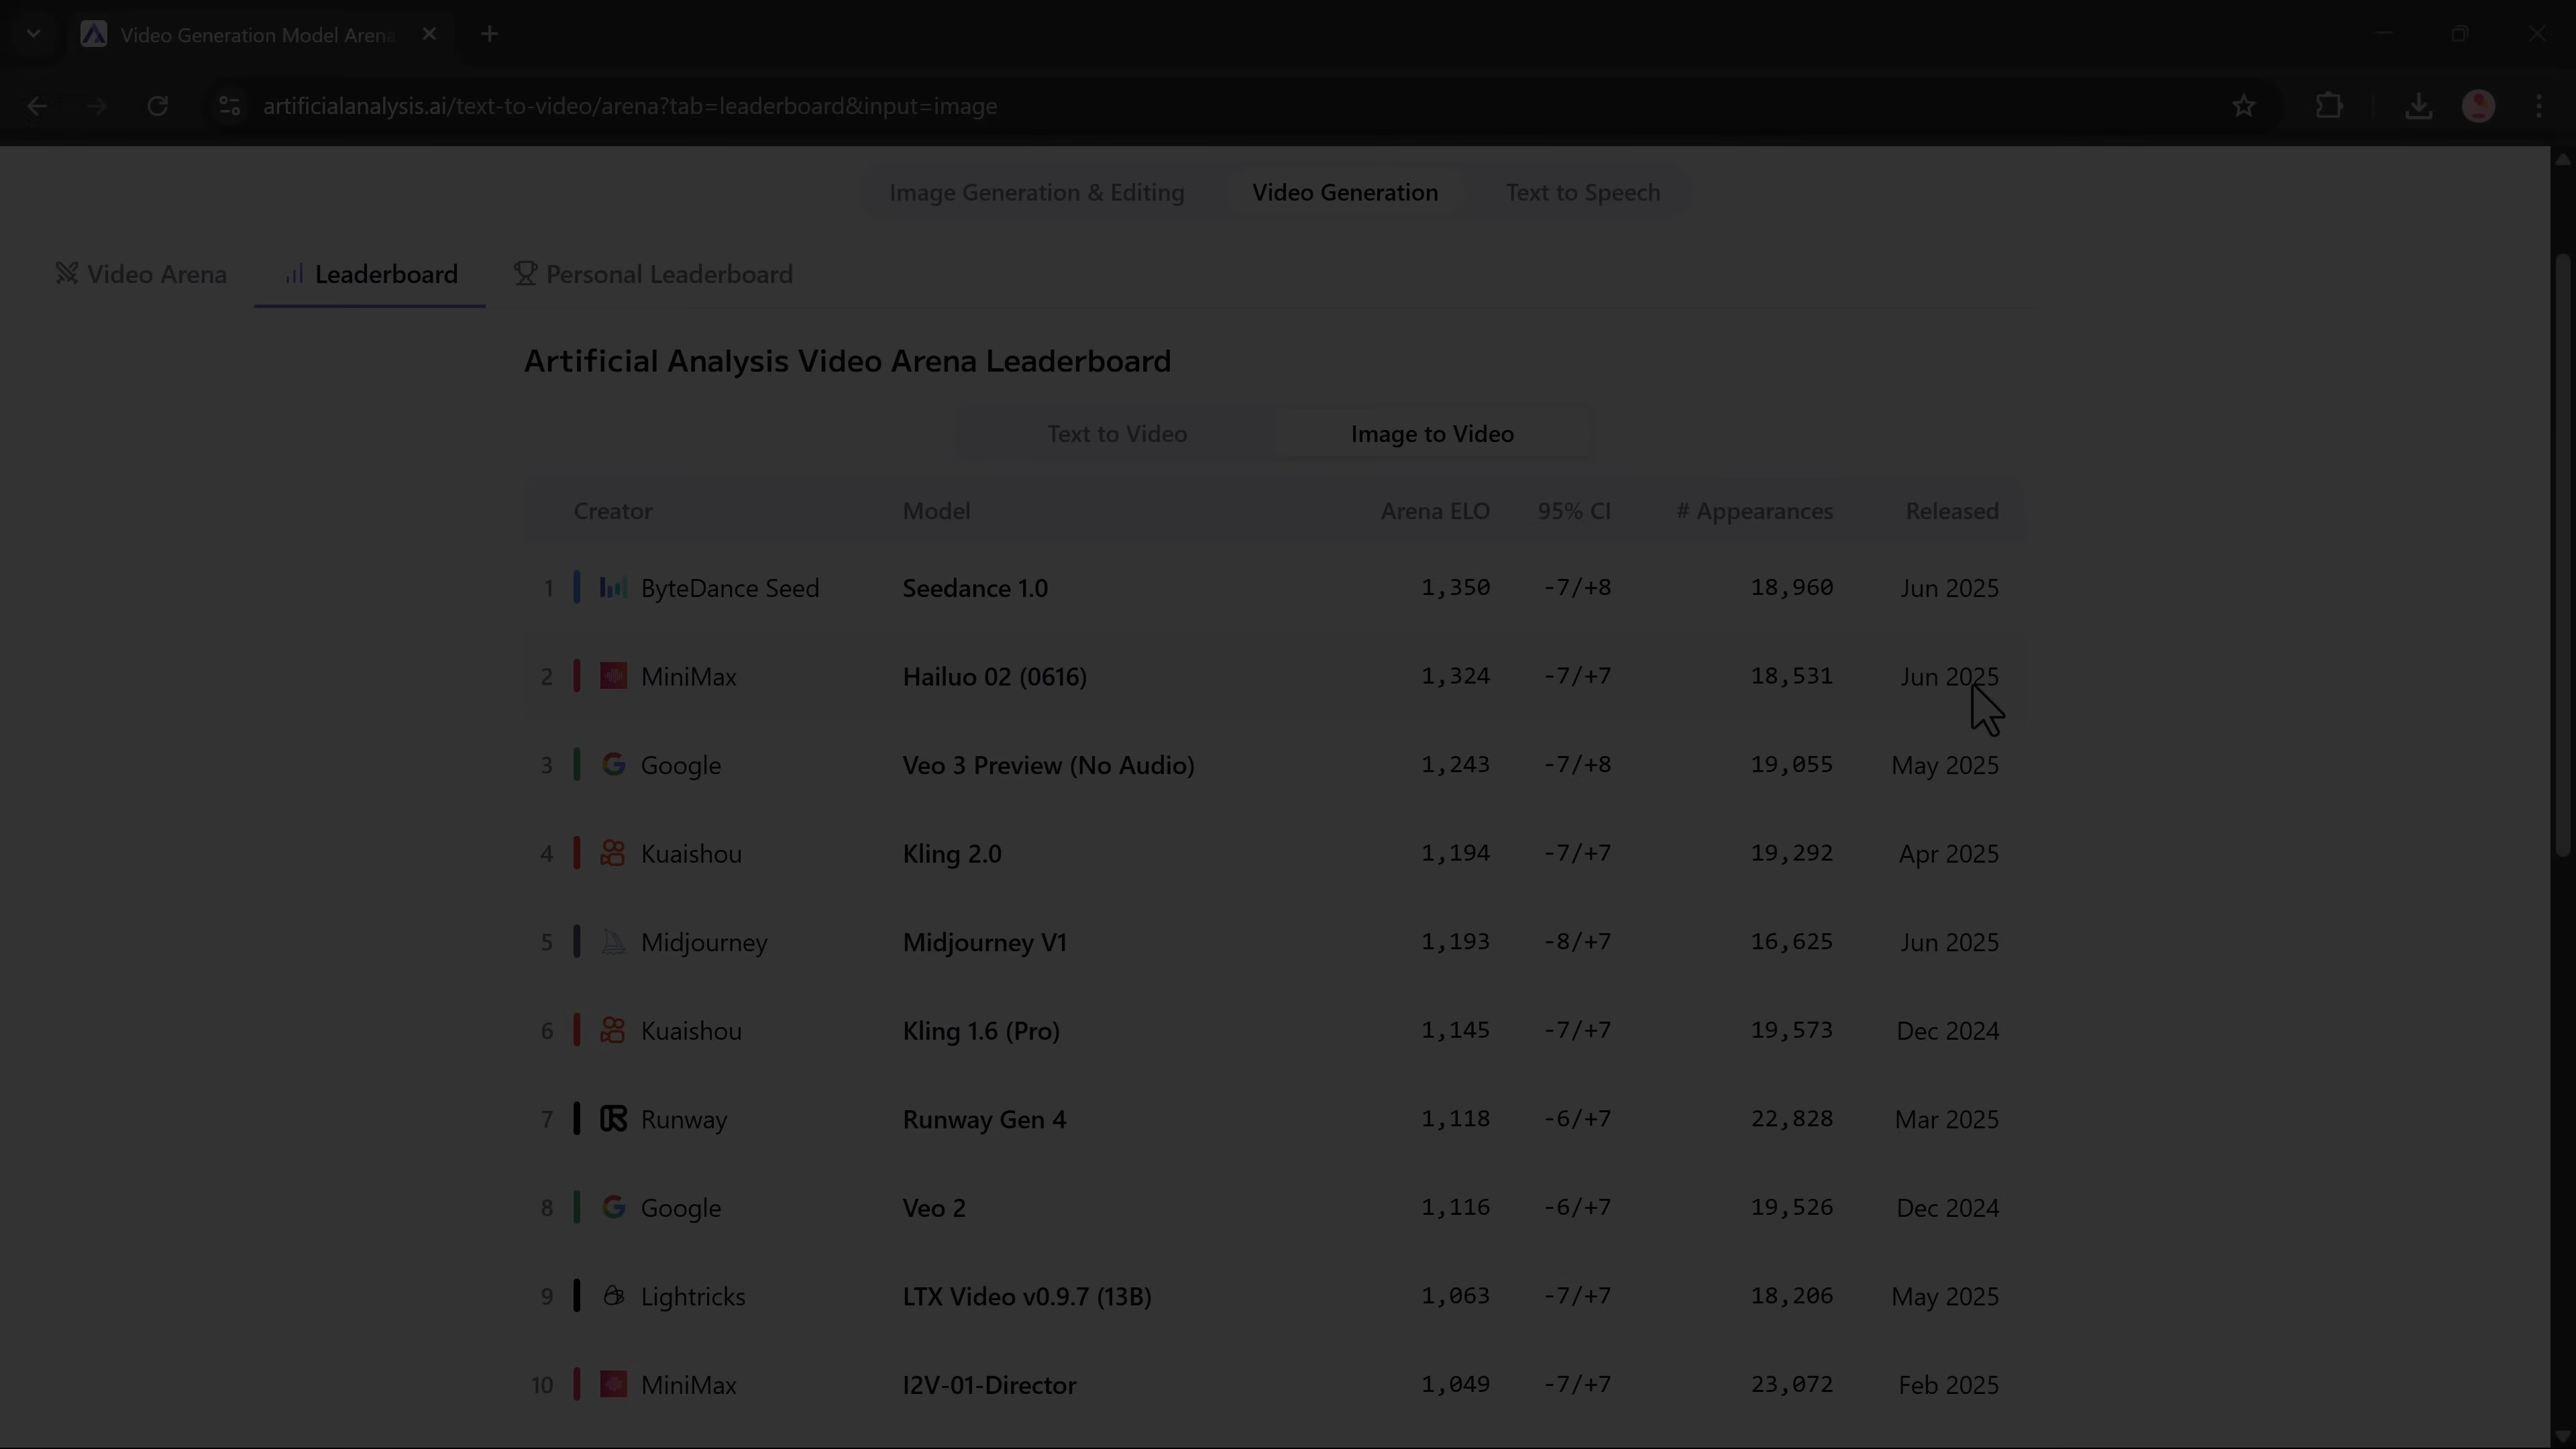 Video Generation Model Arena
artificialanalysis.ai/text-to-video/arena?tab=leaderboard&input=image
Image Generation & Editing Video Generation Text to Speech
Video Arena Leaderboard Personal Leaderboard
Artificial Analysis Video Arena Leaderboard
Text to Video Image to Video
Creator Model Arena ELO 95% CI # Appearances Released
1 ByteDance Seed Seedance 1.0 1,350 -7/+8 18,960 Jun 2025
2 MiniMax Hailuo 02 (0616) 1,324 -7/+7 18,531 Jun 2025
3 Google Veo 3 Preview (No Audio) 1,243 -7/+8 19,055 May 2025
4 Kuaishou Kling 2.0 1,194 -7/+7 19,292 Apr 2025
5 Midjourney Midjourney V1 1,193 -8/+7 16,625 Jun 2025
6 Kuaishou Kling 1.6 (Pro) 1,145 -7/+7 19,573 Dec 2024
7 Runway Runway Gen 4 1,118 -6/+7 22,828 Mar 2025
8 Google Veo 2 1,116 -6/+7 19,526 Dec 2024
9 Lightricks LTX Video v0.9.7 (13B) 1,063 -7/+7 18,206 May 2025
10 MiniMax I2V-01-Director 1,049 -7/+7 23,072 Feb 2025